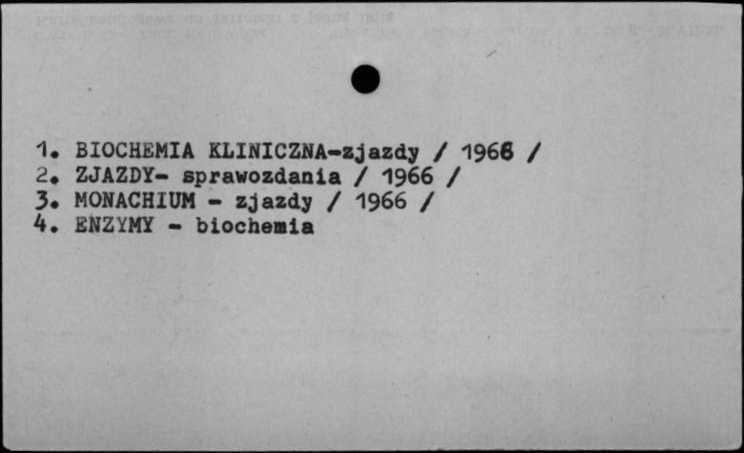 1. BIOCHEMIA KLINICZNA-zjazdy / 1966 /
2. ZJAZDY- sprawozdania / 1966 /
3. MONACHIUM - zjazdy / 1966 /
4. ENZYMY - biochemia